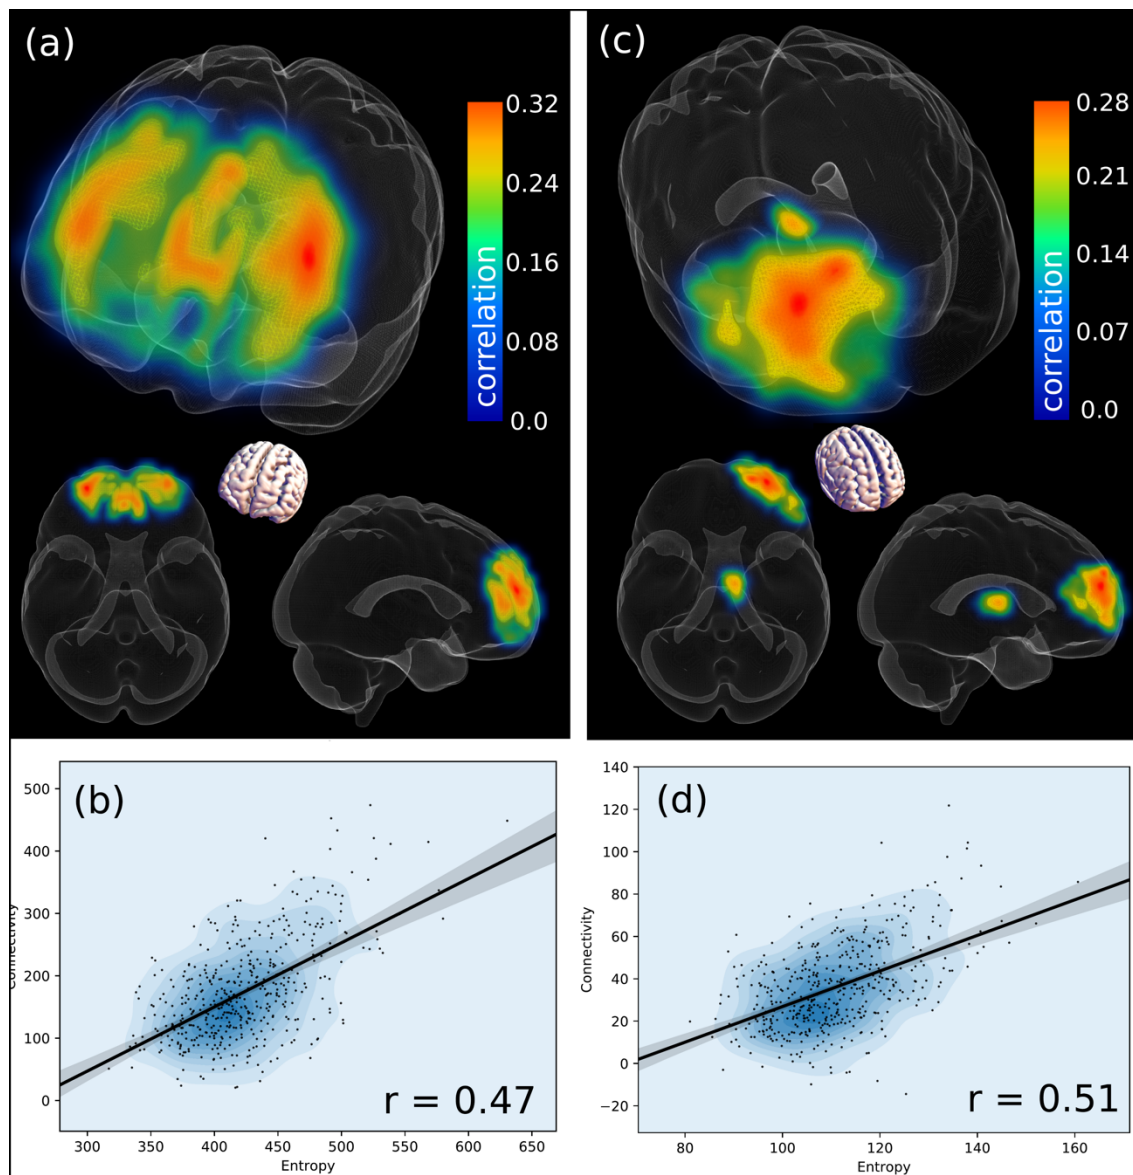 (a)
0.32
0.24
0.16
0.08
0.0
correlation
(c)
0.28
0.21
0.14
0.07
0.0
correlation
(b)
500
400
300
200
100
0
Connectivity
r = 0.47
300 350 400 450 500 550 600 650
Entropy
(d)
140
120
100
80
60
40
20
0
−20
Connectivity
r = 0.51
80 100 120 140 160
Entropy